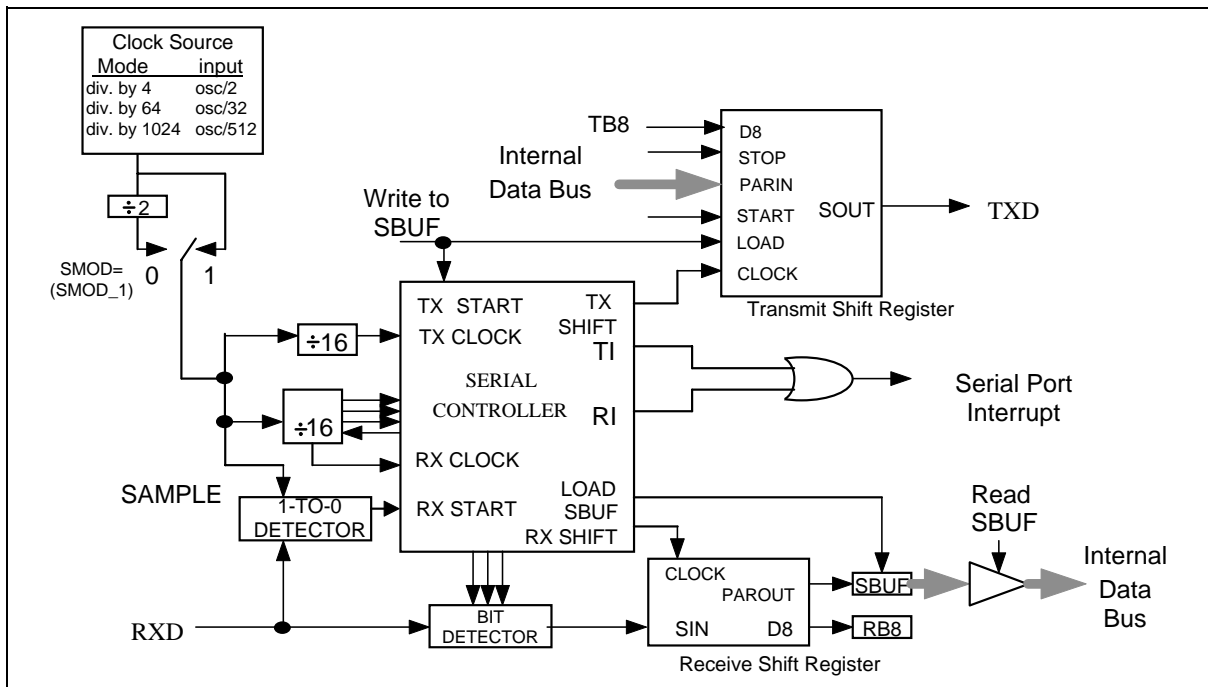 Clock Source
Mode input
div. by 4 osc/2
div. by 64 osc/32
div. by 1024 osc/512
÷2
SMOD=
(SMOD_1)
0 1
Write to
SBUF
TB8
Internal
Data Bus
D8
STOP
PARIN
START
LOAD
CLOCK
SOUT
TXD
Transmit Shift Register
÷16
÷16
TX START
TX CLOCK
SERIAL
CONTROLLER
RX CLOCK
RX START
TX
SHIFT
TI
RI
LOAD
SBUF
RX SHIFT
Serial Port
Interrupt
SAMPLE
1-TO-0
DETECTOR
RXD
BIT
DETECTOR
CLOCK
PAROUT
SIN D8
Receive Shift Register
SBUF
RB8
Read
SBUF
Internal
Data
Bus